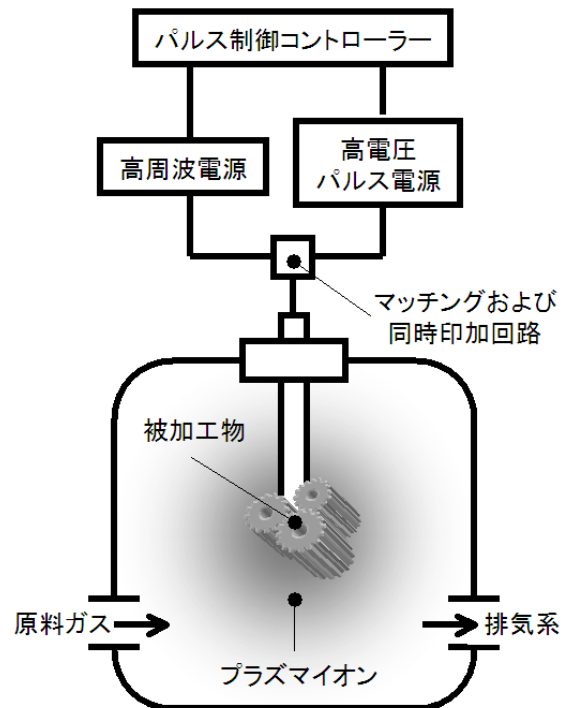 パルス制御コントローラー
高周波電源
高電圧
パルス電源
マッチングおよび
同時印加回路
被加工物
原料ガス
排気系
プラズマイオン